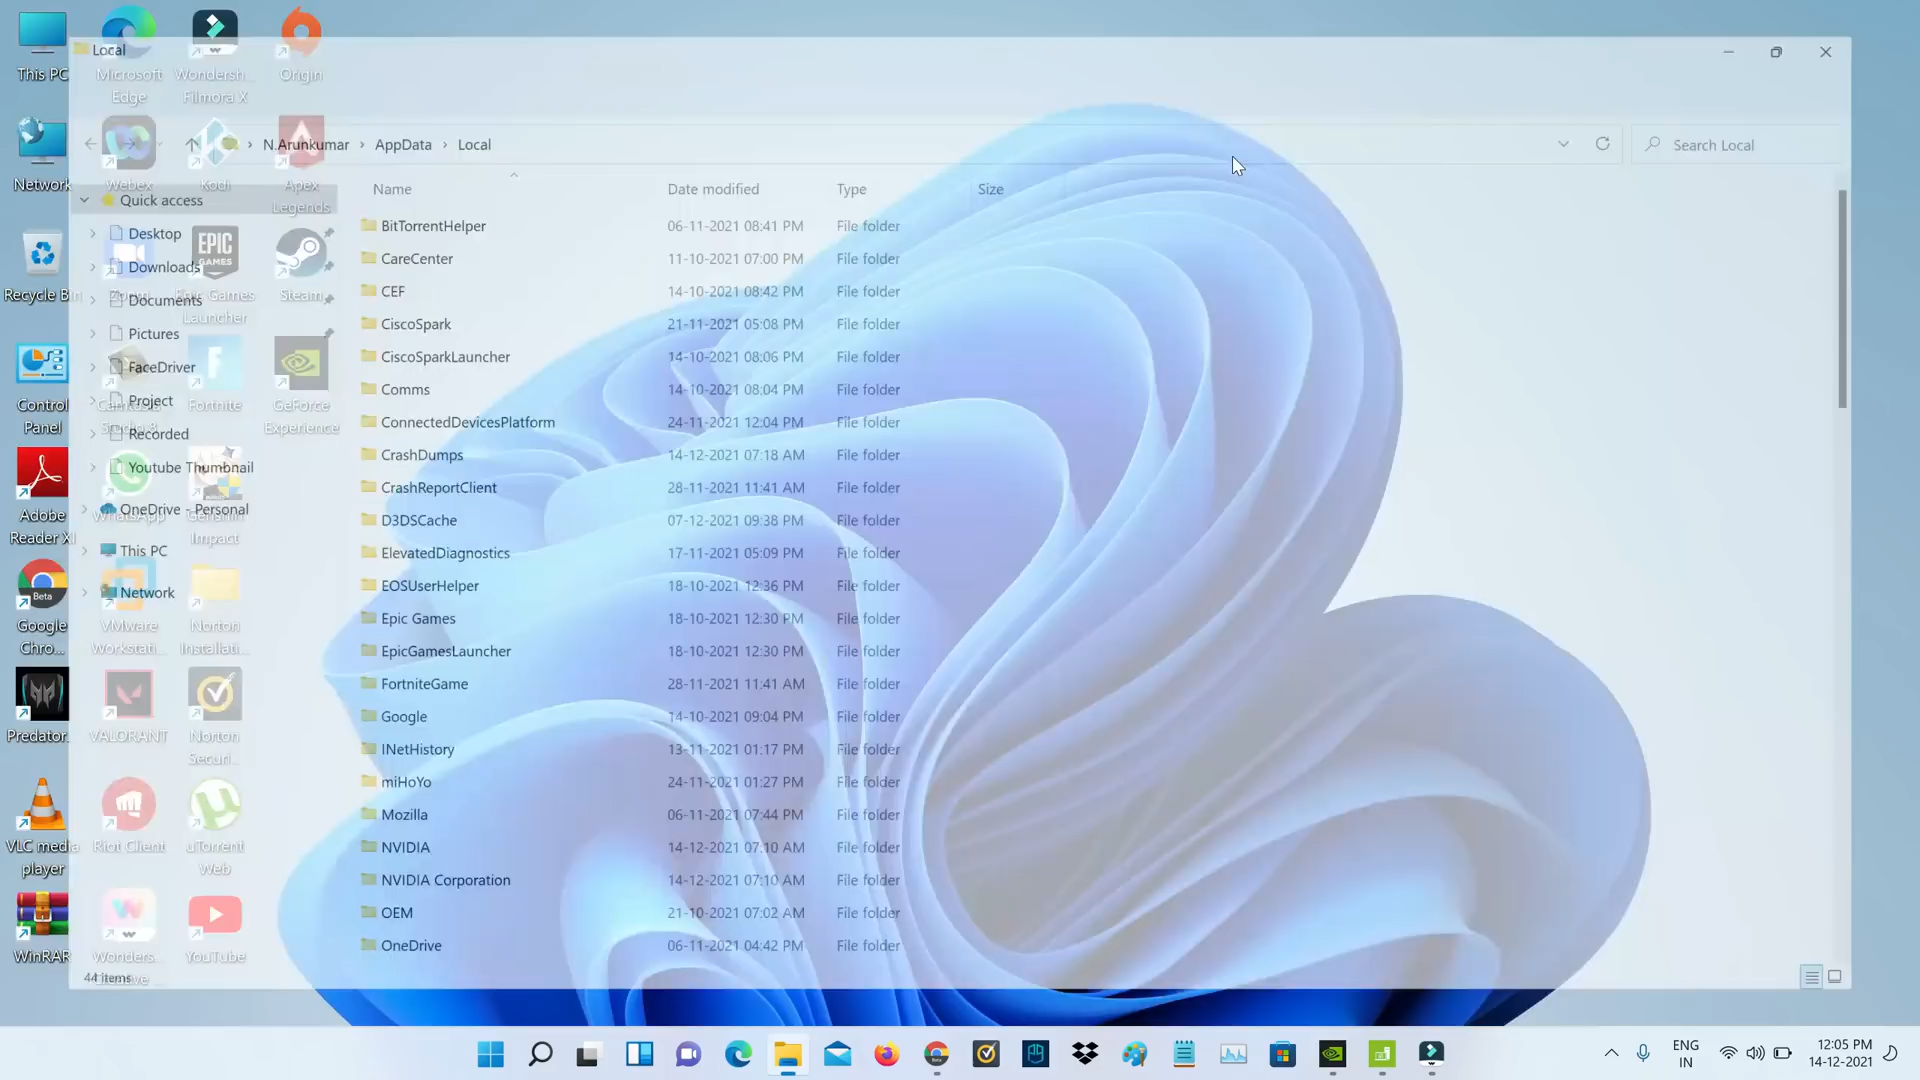 Local
This PC
Microsoft
Edge
Wondersh...
Filmora X
Origin
N.Arunkumar
AppData
Local
Search Local
Network
Webex
Kodi
Apex
Legends
Quick access
Name
Date modified
Type
Size
Desktop
Downloads
Documents
Pictures
FaceDriver
Project
Recorded
Youtube Thumbnail
OneDrive - Personal
This PC
Network
BitTorrentHelper 06-11-2021 08:41 PM File folder
CareCenter 11-10-2021 07:00 PM File folder
CEF 14-10-2021 08:42 PM File folder
CiscoSpark 21-11-2021 05:08 PM File folder
CiscoSparkLauncher 14-10-2021 08:06 PM File folder
Comms 14-10-2021 08:04 PM File folder
ConnectedDevicesPlatform 24-11-2021 12:04 PM File folder
CrashDumps 14-12-2021 07:18 AM File folder
CrashReportClient 28-11-2021 11:41 AM File folder
D3DSCache 07-12-2021 09:38 PM File folder
ElevatedDiagnostics 17-11-2021 05:09 PM File folder
EOSUserHelper 18-10-2021 12:36 PM File folder
Epic Games 18-10-2021 12:30 PM File folder
EpicGamesLauncher 18-10-2021 12:30 PM File folder
FortniteGame 28-11-2021 11:41 AM File folder
Google 14-10-2021 09:04 PM File folder
INetHistory 13-11-2021 01:17 PM File folder
miHoYo 24-11-2021 01:27 PM File folder
Mozilla 06-11-2021 07:44 PM File folder
NVIDIA 14-12-2021 07:10 AM File folder
NVIDIA Corporation 14-12-2021 07:10 AM File folder
OEM 21-10-2021 07:02 AM File folder
OneDrive 06-11-2021 04:42 PM File folder
EPIC
GAMES
Recycle Bin
Zoom
Epic Games
Launcher
Steam
Control
Panel
Fortnite
GeForce
Experience
Adobe
Reader XI
WhatsApp
Genshin
Impact
Beta
Google
Chro...
VMware
Workstati...
Norton
Installati...
Predator...
VALORANT
Norton
Securi...
VLC media
player
Riot Client
uTorrent
Web
WinRAR
Wonders...
YouTube
44 items
ENG
IN
12:05 PM
14-12-2021